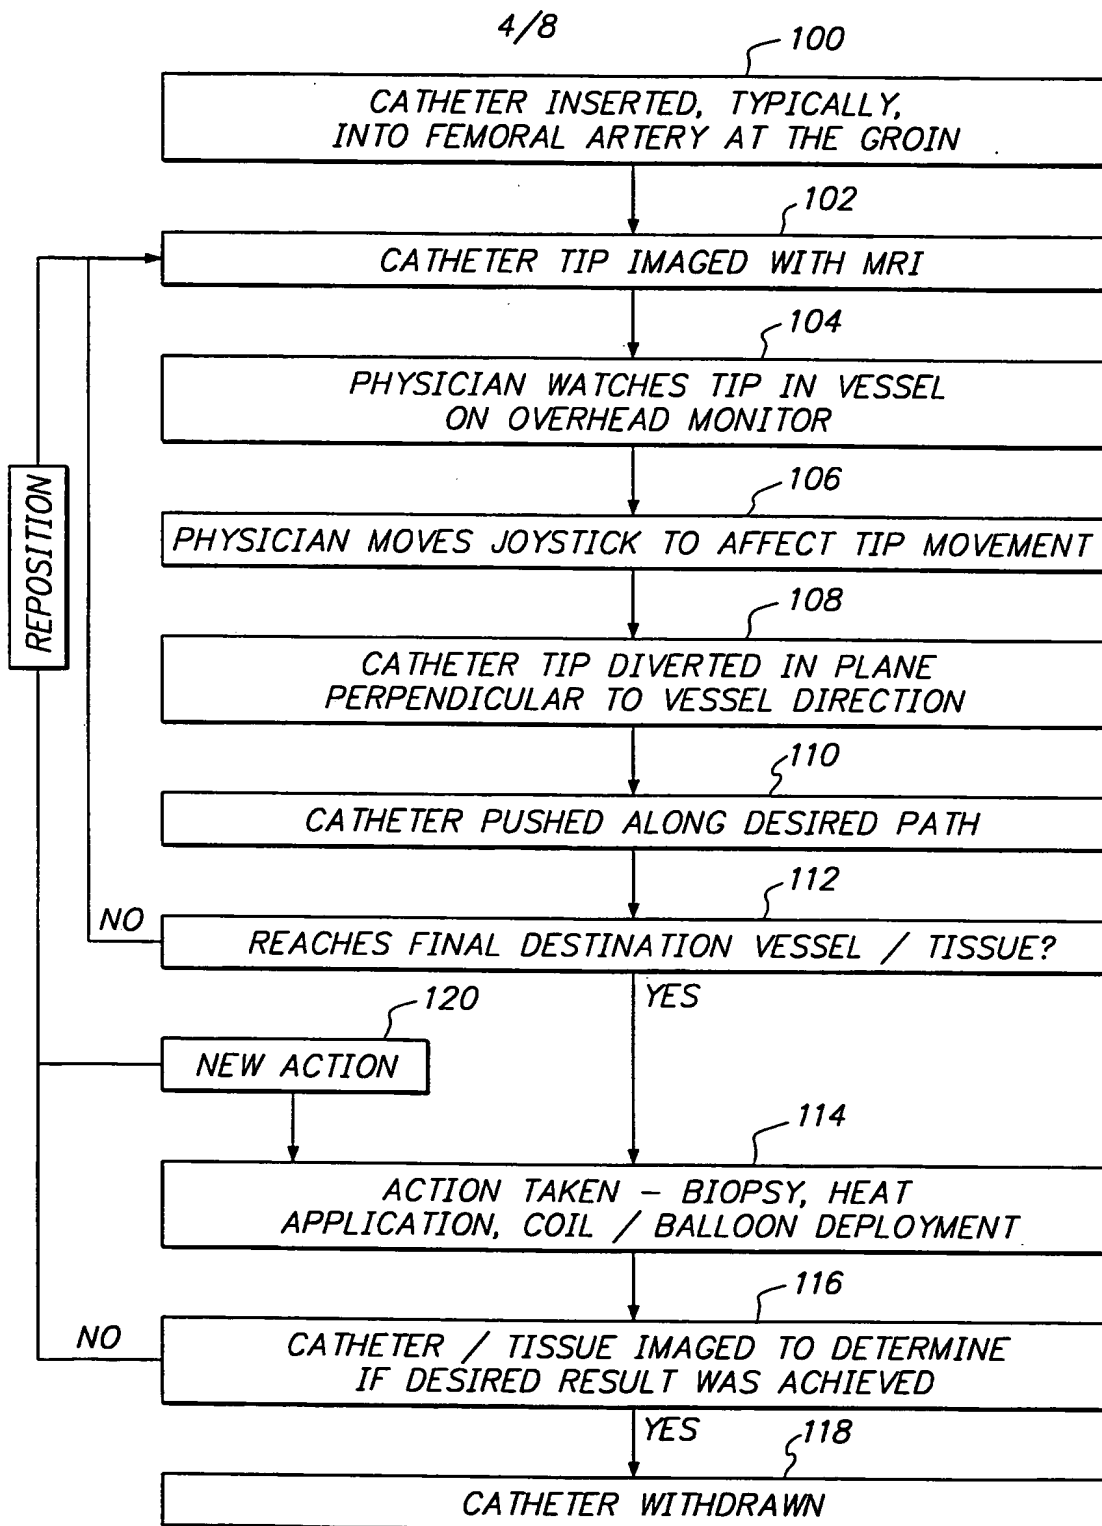 4/8
100
CATHETER INSERTED, TYPICALLY,
INTO FEMORAL ARTERY AT THE GROIN
102
CATHETER TIP IMAGED WITH MRI
104
PHYSICIAN WATCHES TIP IN VESSEL
ON OVERHEAD MONITOR
REPOSITION
106
PHYSICIAN MOVES JOYSTICK TO AFFECT TIP MOVEMENT
108
CATHETER TIP DIVERTED IN PLANE
PERPENDICULAR TO VESSEL DIRECTION
110
CATHETER PUSHED ALONG DESIRED PATH
112
NO
REACHES FINAL DESTINATION VESSEL / TISSUE?
YES
120
NEW ACTION
114
ACTION TAKEN – BIOPSY, HEAT
APPLICATION, COIL / BALLOON DEPLOYMENT
116
NO
CATHETER / TISSUE IMAGED TO DETERMINE
IF DESIRED RESULT WAS ACHIEVED
YES
118
CATHETER WITHDRAWN